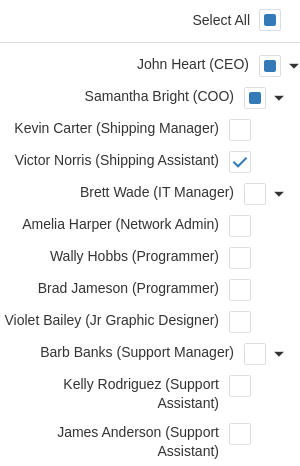 Select All
John Heart (CEO)
Samantha Bright (COO)
Kevin Carter (Shipping Manager)
Victor Norris (Shipping Assistant)
Brett Wade (IT Manager)
Amelia Harper (Network Admin)
Wally Hobbs (Programmer)
Brad Jameson (Programmer)
Violet Bailey (Jr Graphic Designer)
Barb Banks (Support Manager)
Kelly Rodriguez (Support
Assistant)
James Anderson (Support
Assistant)